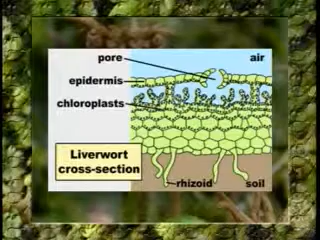 pore
air
epidermis
chloroplasts
Liverwort
cross-section
rhizoid
soil